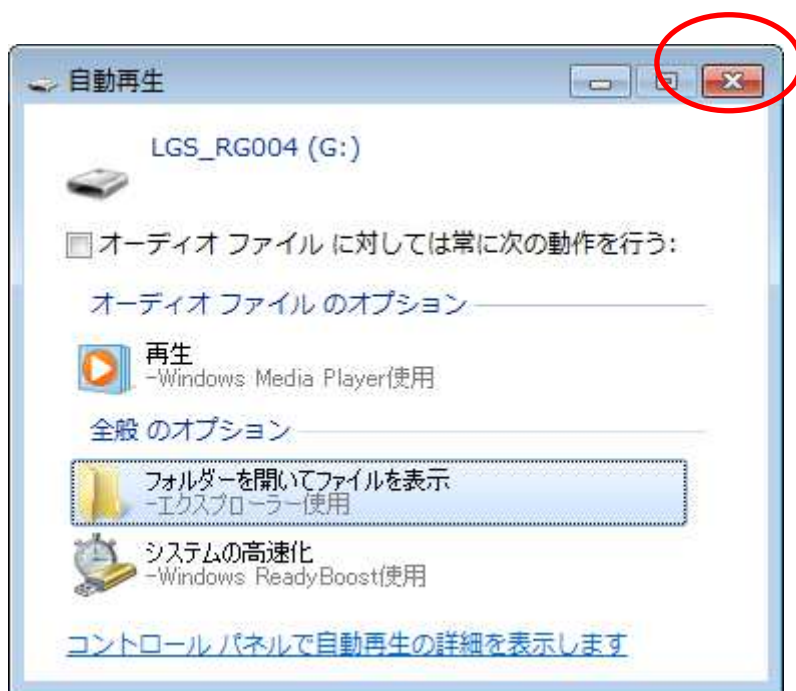 自動再生
LGS_RG004 (G:)
オーディオ ファイル に対しては常に次の動作を行う:
オーディオ ファイル のオプション
再生
-Windows Media Player使用
全般 のオプション
フォルダーを開いてファイルを表示
-エクスプローラー使用
システムの高速化
-Windows ReadyBoost使用
コントロール パネルで自動再生の詳細を表示します